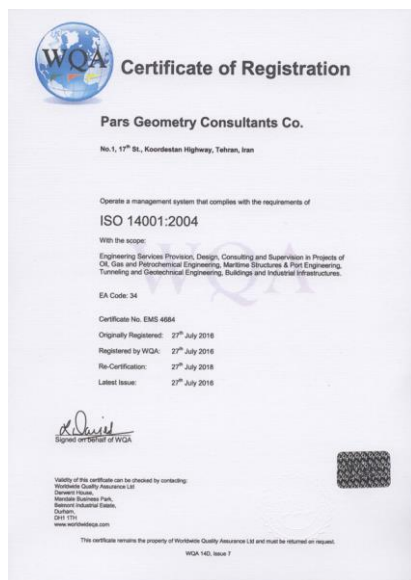 WQA
Certificate of Registration
Pars Geometry Consultants Co.
No.1, 17th St., Koordestan Highway, Tehran, Iran
Operate a management system that complies with the requirements of
ISO 14001:2004
With the scope:
Engineering Services Provision, Design, Consulting and Supervision in Projects of
Oil, Gas and Petrochemical Engineering, Maritime Structures & Port Engineering,
Tunneling and Geotechnical Engineering, Buildings and Industrial Infrastructures.
WQA
EA Code: 34
Certificate No. EMS 4684
Originally Registered: 27th July 2016
Registered by WQA: 27th July 2016
Re-Certification: 27th July 2018
Latest Issue: 27th July 2016
L. Davies
Signed on behalf of WQA
Validity of this certificate can be checked by contacting:
Worldwide Quality Assurance Ltd
Derwent House,
Mandale Business Park,
Belmont Industrial Estate,
Durham,
DH1 1TH
www.worldwideqa.com
This certificate remains the property of Worldwide Quality Assurance Ltd and must be returned on request.
WQA 14D, Issue 7